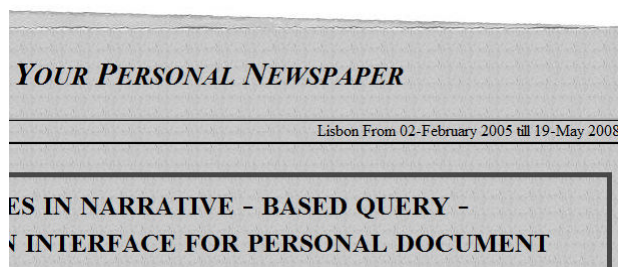 YOUR PERSONAL NEWSPAPER
Lisbon From 02-February 2005 till 19-May 2008
ES IN NARRATIVE - BASED QUERY -
INTERFACE FOR PERSONAL DOCUMENT